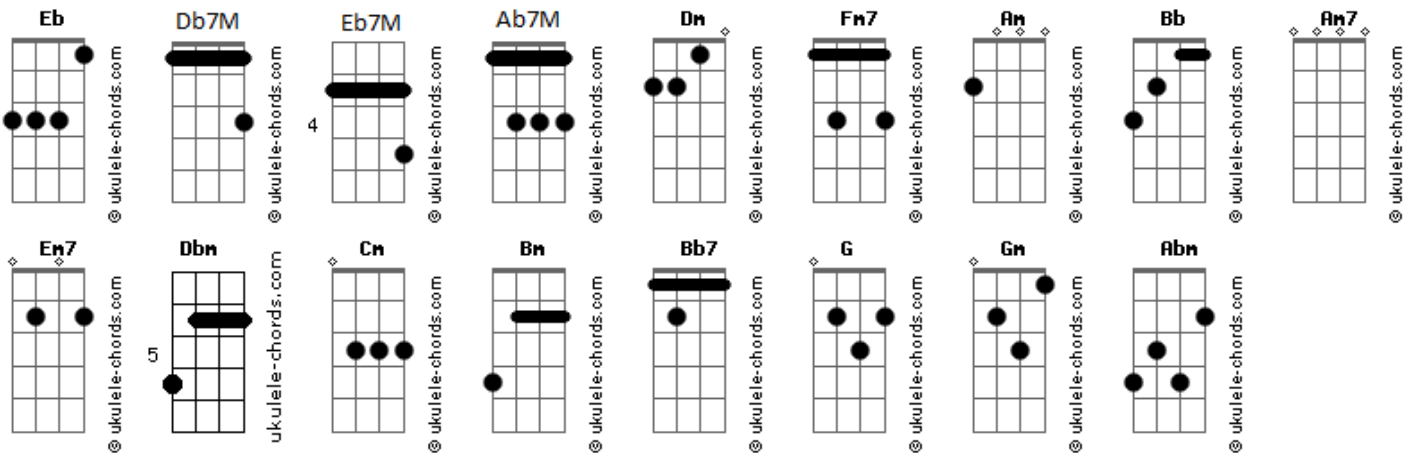 Eb Db7M Eb7M Ab7M Dm Fm7 Am Bb Am7
© ukulele-chords.com © ukulele-chords.com © ukulele-chords.com © ukulele-chords.com © ukulele-chords.com © ukulele-chords.com © ukulele-chords.com © ukulele-chords.com © ukulele-chords.com
4
Em7 Dbm Cm Bm Bb7 G Gm Abm
© ukulele-chords.com ukulele-chords.com © ukulele-chords.com © ukulele-chords.com © ukulele-chords.com © ukulele-chords.com © ukulele-chords.com © ukulele-chords.com
5